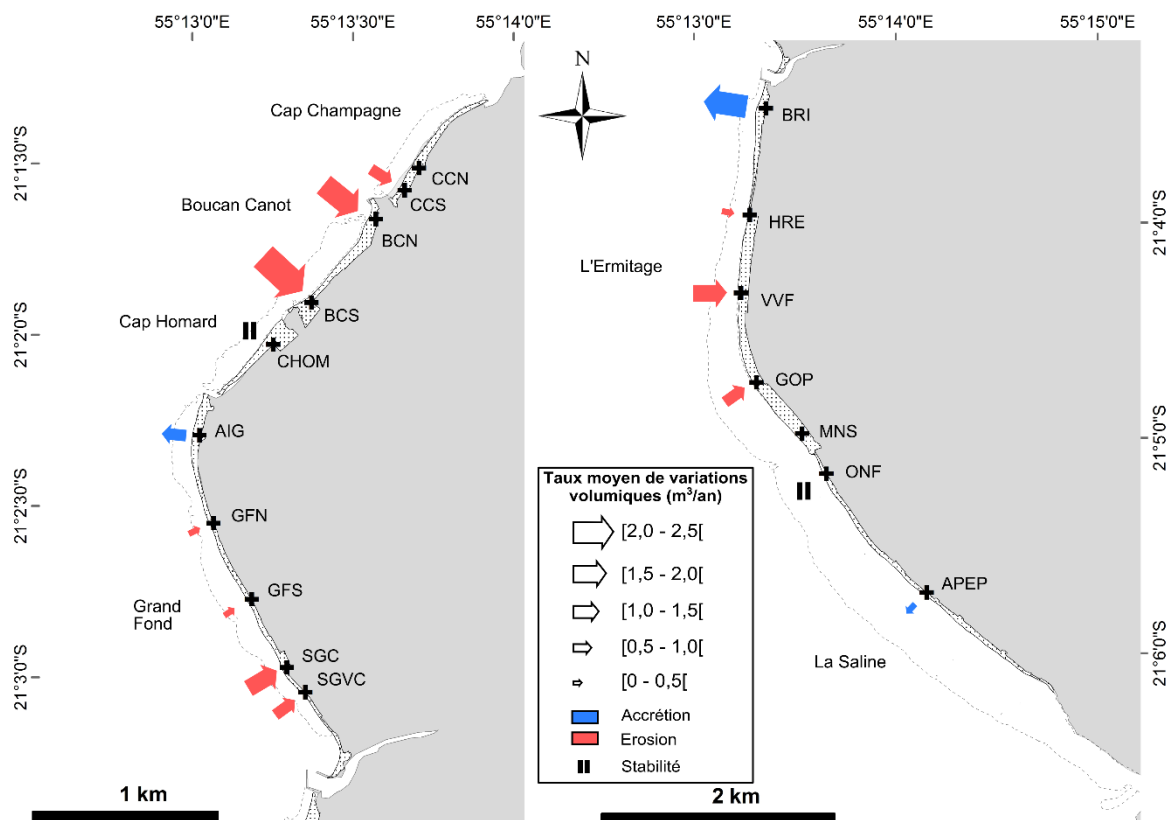 55°13'0"E
55°13'30"E
55°14'0"E
55°13'0"E
55°14'0"E
55°15'0"E
21°1'30"S
21°2'0"S
21°2'30"S
21°3'0"S
Cap Champagne
CCN
CCS
Boucan Canot
BCN
BCS
Cap Homard
CHOM
AIG
GFN
GFS
Grand
Fond
SGC
SGVC
1 km
N
BRI
HRE
L'Ermitage
VVF
GOP
MNS
ONF
APEP
La Saline
21°4'0"S
21°5'0"S
21°6'0"S
Taux moyen de variations
volumiques (m³/an)
[2,0 - 2,5[
[1,5 - 2,0[
[1,0 - 1,5[
[0,5 - 1,0[
[0 - 0,5[
Accrétion
Erosion
Stabilité
2 km